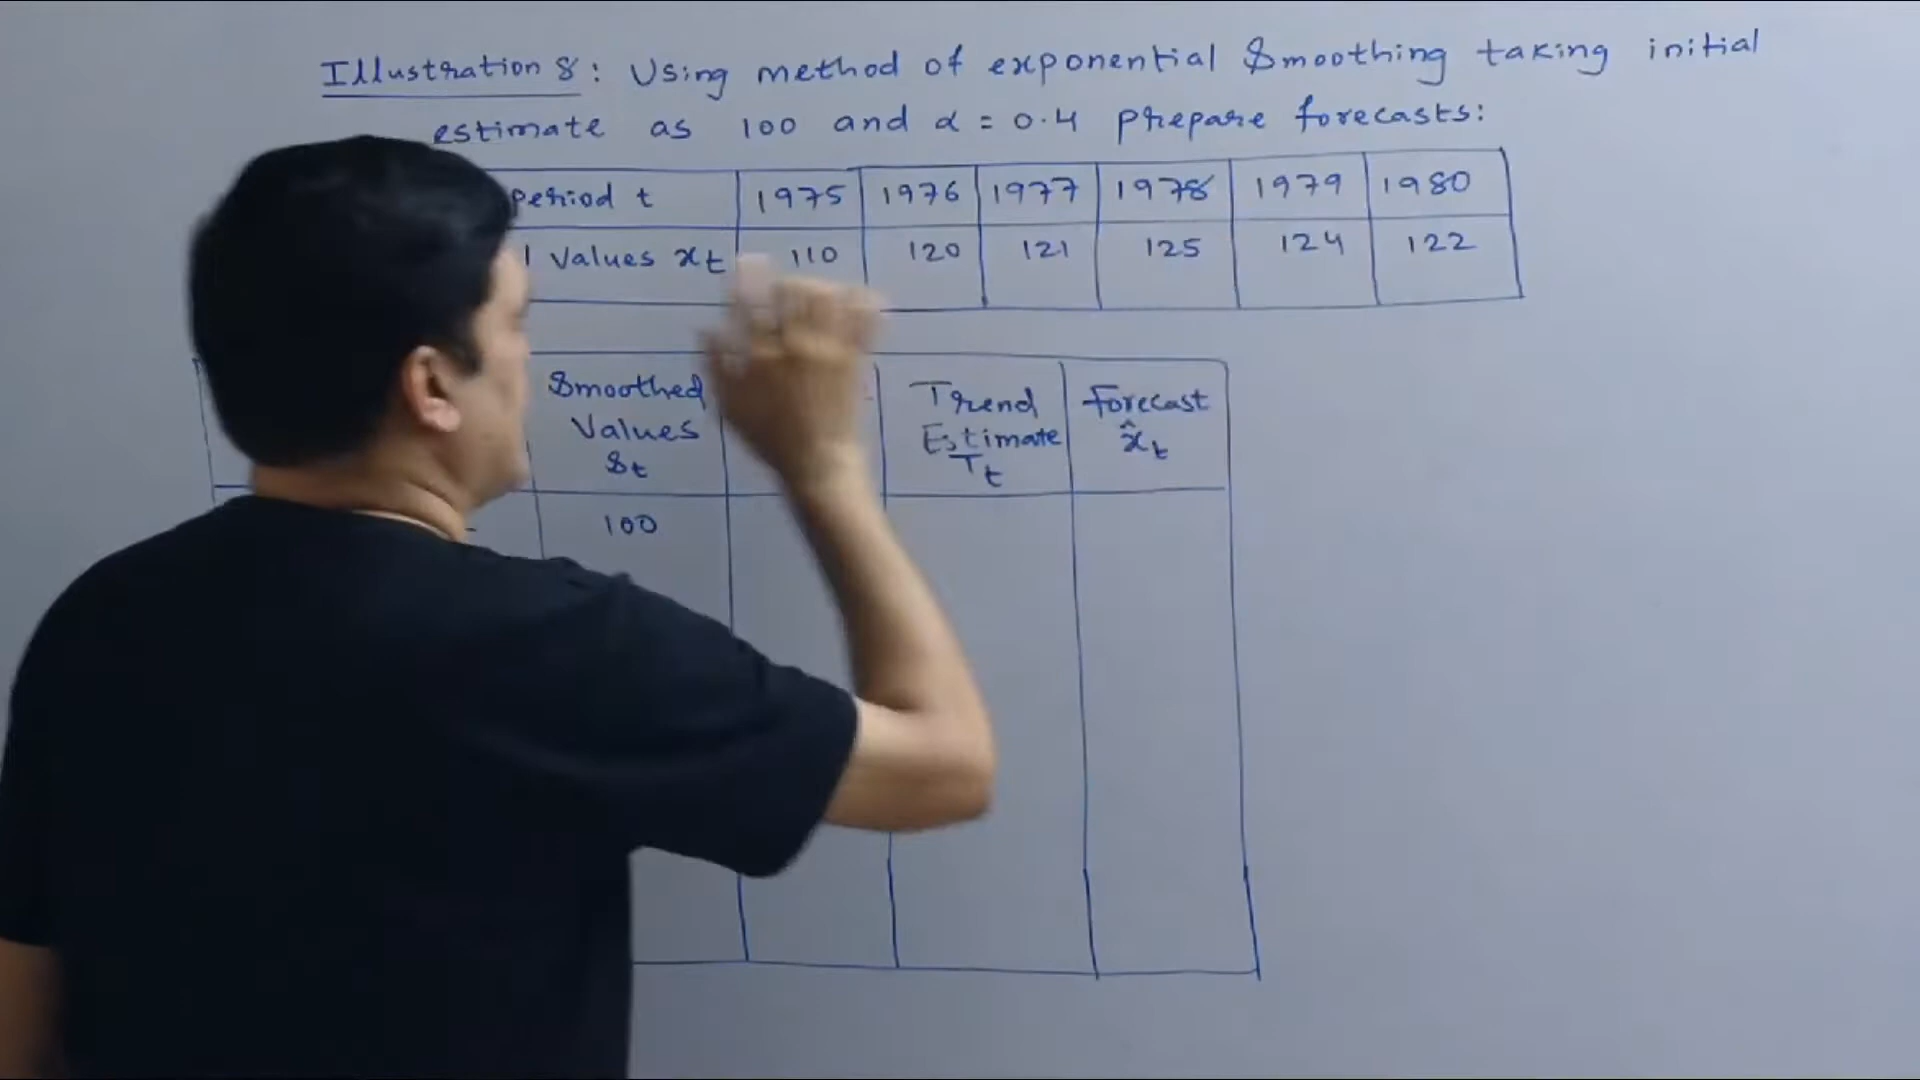 Illustration 8: Using method of exponential Smoothing taking initial
estimate as 100 and α = 0.4 prepare forecasts:
period t 1975 1976 1977 1978 1979 1980
Values xt 110 120 121 125 124 122
Smoothed Values St
Trend Estimate Tt
Forecast x̂t
100